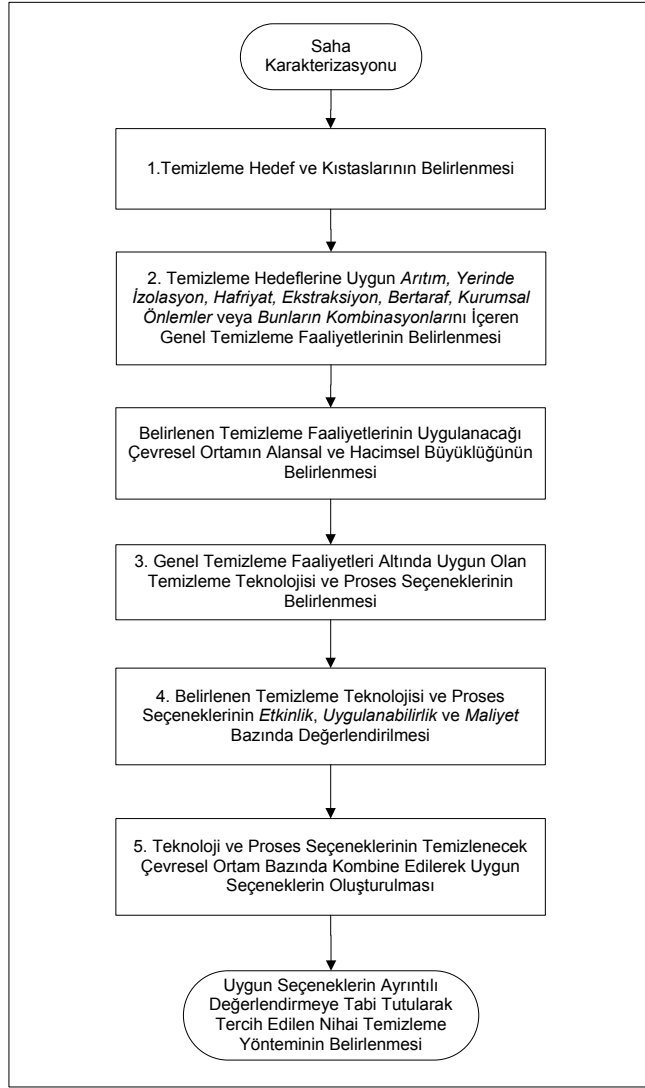 Saha
Karakterizasyonu
1.Temizleme Hedef ve Kıstaslarının Belirlenmesi
2. Temizleme Hedeflerine Uygun Arıtım, Yerinde
İzolasyon, Hafriyat, Ekstraksiyon, Bertaraf, Kurumsal
Önlemler veya Bunların Kombinasyonlarını İçeren
Genel Temizleme Faaliyetlerinin Belirlenmesi
Belirlenen Temizleme Faaliyetlerinin Uygulanacağı
Çevresel Ortamın Alansal ve Hacimsel Büyüklüğünün
Belirlenmesi
3. Genel Temizleme Faaliyetleri Altında Uygun Olan
Temizleme Teknolojisi ve Proses Seçeneklerinin
Belirlenmesi
4. Belirlenen Temizleme Teknolojisi ve Proses
Seçeneklerinin Etkinlik, Uygulanabilirlik ve Maliyet
Bazında Değerlendirilmesi
5. Teknoloji ve Proses Seçeneklerinin Temizlenecek
Çevresel Ortam Bazında Kombine Edilerek Uygun
Seçeneklerin Oluşturulması
Uygun Seçeneklerin Ayrıntılı
Değerlendirmeye Tabi Tutularak
Tercih Edilen Nihai Temizleme
Yönteminin Belirlenmesi